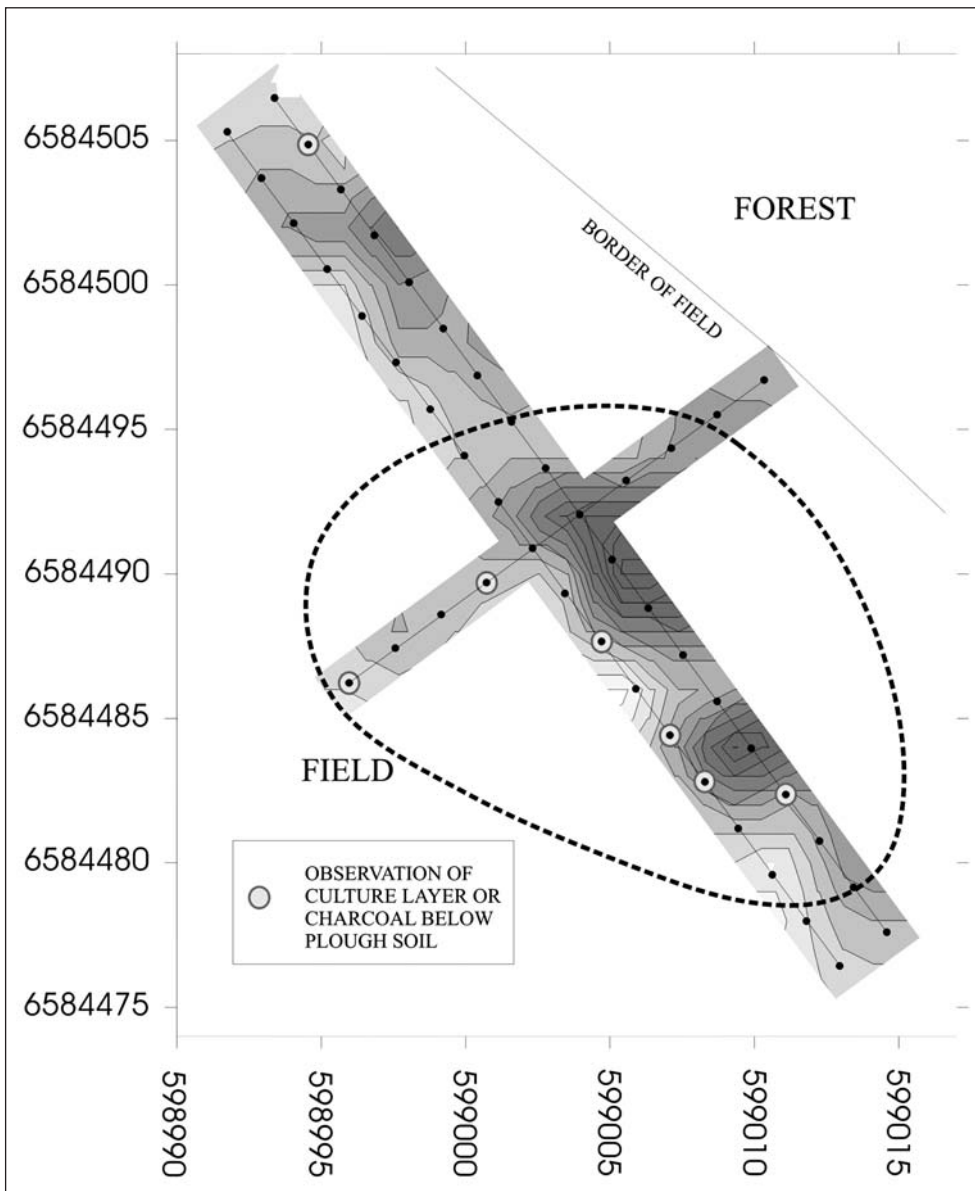 6584505
FOREST
BORDER OF FIELD
6584500
6584495
6584490
6584485
FIELD
6584480
OBSERVATION OF
CULTURE LAYER OR
CHARCOAL BELOW
PLOUGH SOIL
6584475
598990
598995
599000
599005
599010
599015